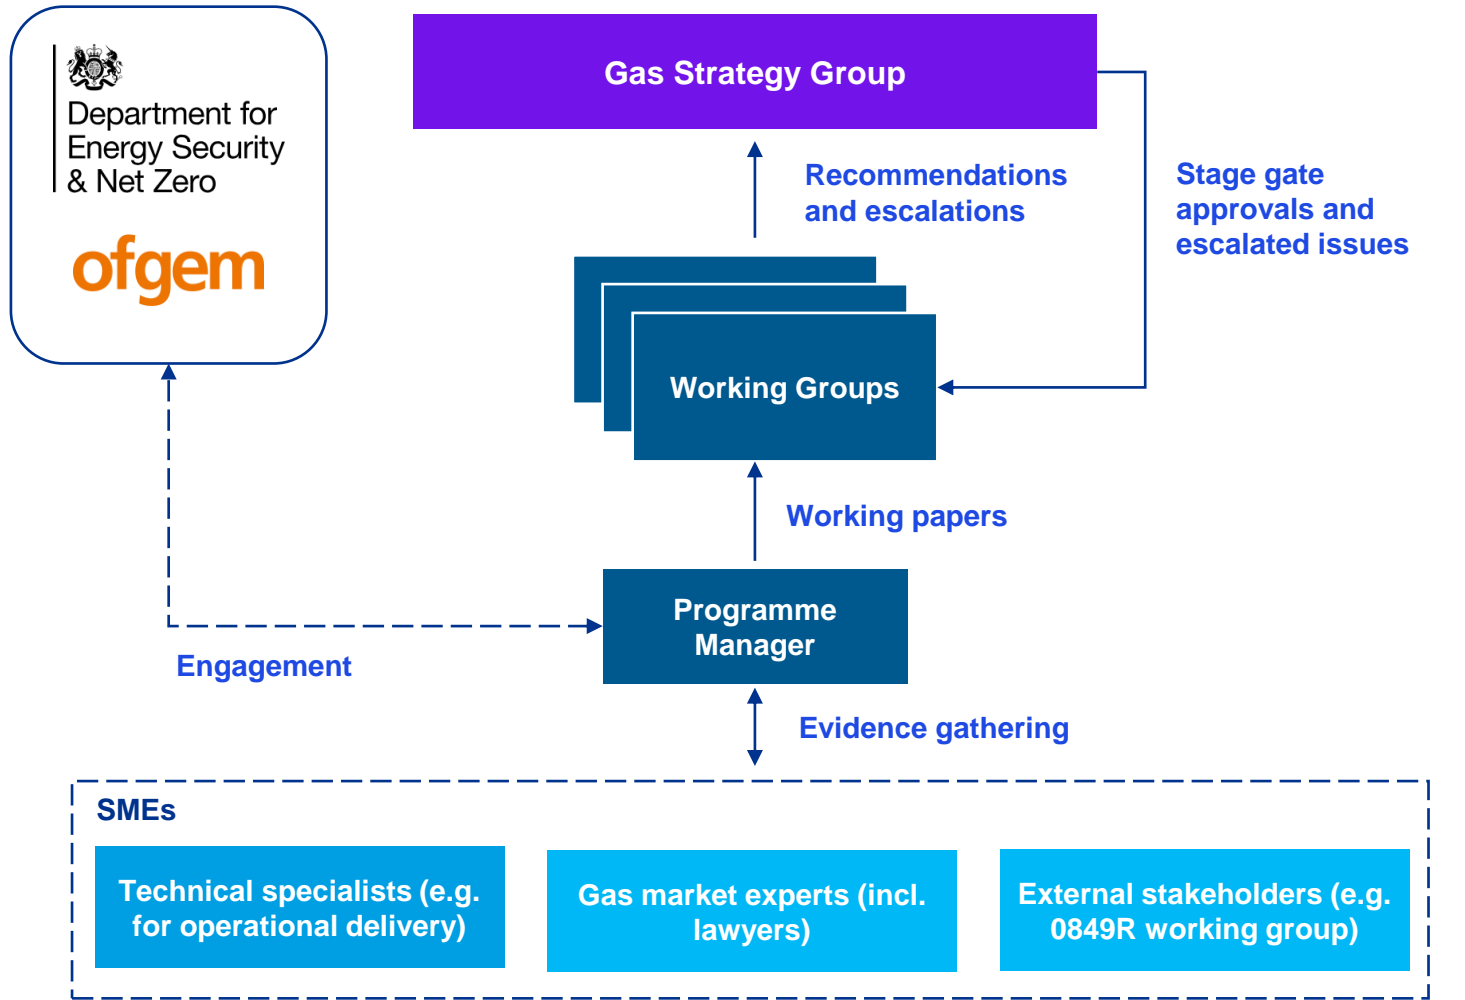 Department for
Energy Security
& Net Zero
ofgem
Gas Strategy Group
Recommendations
and escalations
Stage gate
approvals and
escalated issues
Working Groups
Working papers
Programme
Manager
Engagement
Evidence gathering
SMEs
Technical specialists (e.g.
for operational delivery)
Gas market experts (incl.
lawyers)
External stakeholders (e.g.
0849R working group)